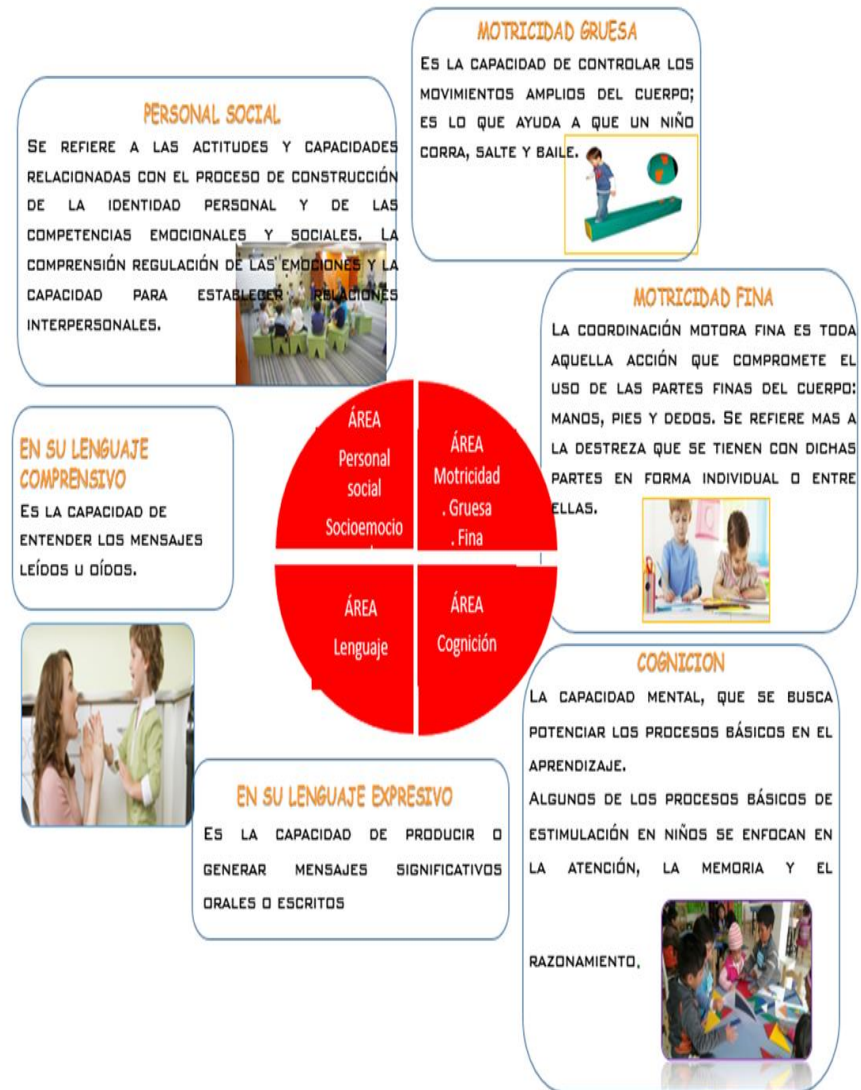 MOTRICIDAD GRUESA
ES LA CAPACIDAD DE CONTROLAR LOS
MOVIMIENTOS AMPLIOS DEL CUERPO;
ES LO QUE AYUDA A QUE UN NIÑO
CORRA, SALTE Y BAILE.
PERSONAL SOCIAL
SE REFIERE A LAS ACTITUDES Y CAPACIDADES
RELACIONADAS CON EL PROCESO DE CONSTRUCCIÓN
DE LA IDENTIDAD PERSONAL Y DE LAS
COMPETENCIAS EMOCIONALES Y SOCIALES. LA
COMPRENSIÓN REGULACIÓN DE LAS EMOCIONES Y LA
CAPACIDAD PARA ESTABLECER RELACIONES
INTERPERSONALES.
MOTRICIDAD FINA
LA COORDINACIÓN MOTORA FINA ES TODA
AQUELLA ACCIÓN QUE COMPROMETE EL
USO DE LAS PARTES FINAS DEL CUERPO:
MANOS, PIES Y DEDOS. SE REFIERE MAS A
LA DESTREZA QUE SE TIENEN CON DICHAS
PARTES EN FORMA INDIVIDUAL O ENTRE
ELLAS.
ÁREA
Personal
social
Socioemocio
ÁREA
Motricidad
. Gruesa
. Fina
ÁREA
Lenguaje
ÁREA
Cognición
EN SU LENGUAJE
COMPRENSIVO
ES LA CAPACIDAD DE
ENTENDER LOS MENSAJES
LEÍDOS U OÍDOS.
EN SU LENGUAJE EXPRESIVO
ES LA CAPACIDAD DE PRODUCIR O
GENERAR MENSAJES SIGNIFICATIVOS
ORALES O ESCRITOS
COGNICION
LA CAPACIDAD MENTAL, QUE SE BUSCA
POTENCIAR LOS PROCESOS BÁSICOS EN EL
APRENDIZAJE.
ALGUNOS DE LOS PROCESOS BÁSICOS DE
ESTIMULACIÓN EN NIÑOS SE ENFOCAN EN
LA ATENCIÓN, LA MEMORIA Y EL
RAZONAMIENTO.